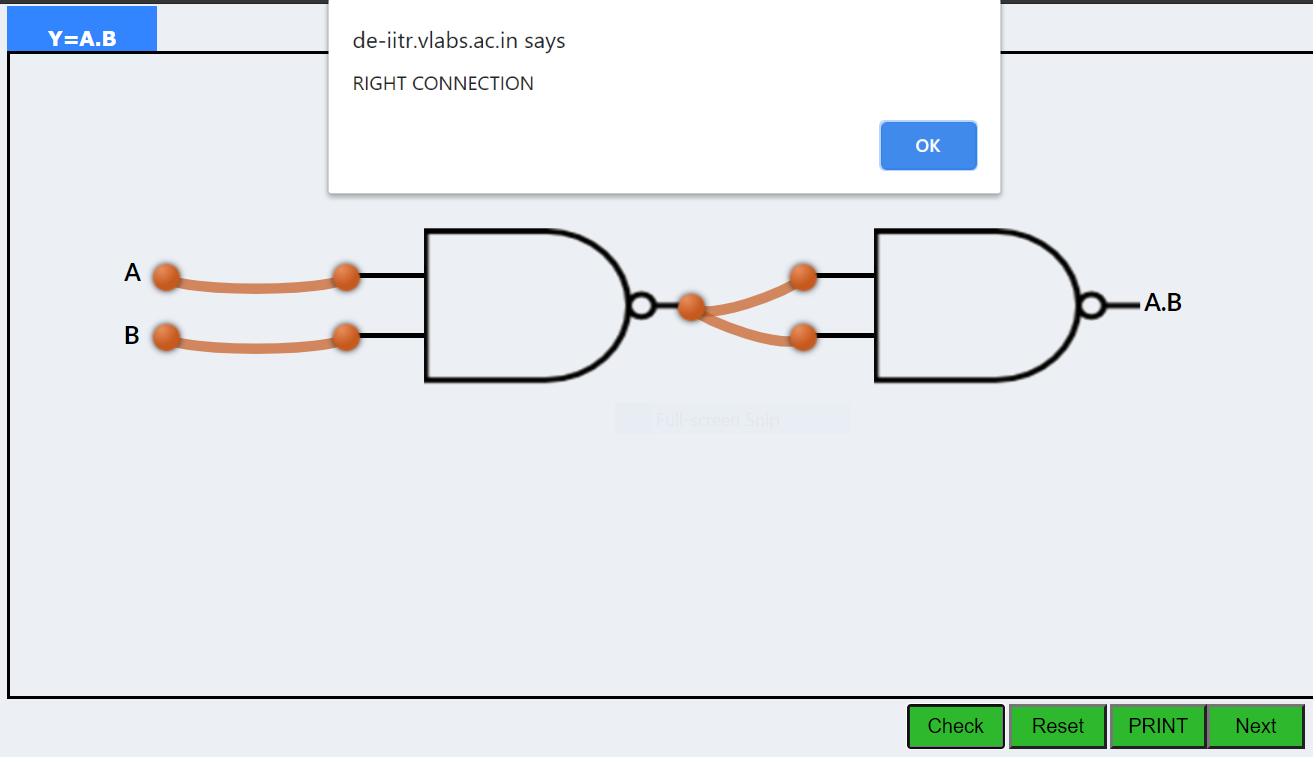 Y=A.B
de-iitr.vlabs.ac.in says
RIGHT CONNECTION
OK
A
B
A.B
Full-screen Snip
Check
Reset
PRINT
Next